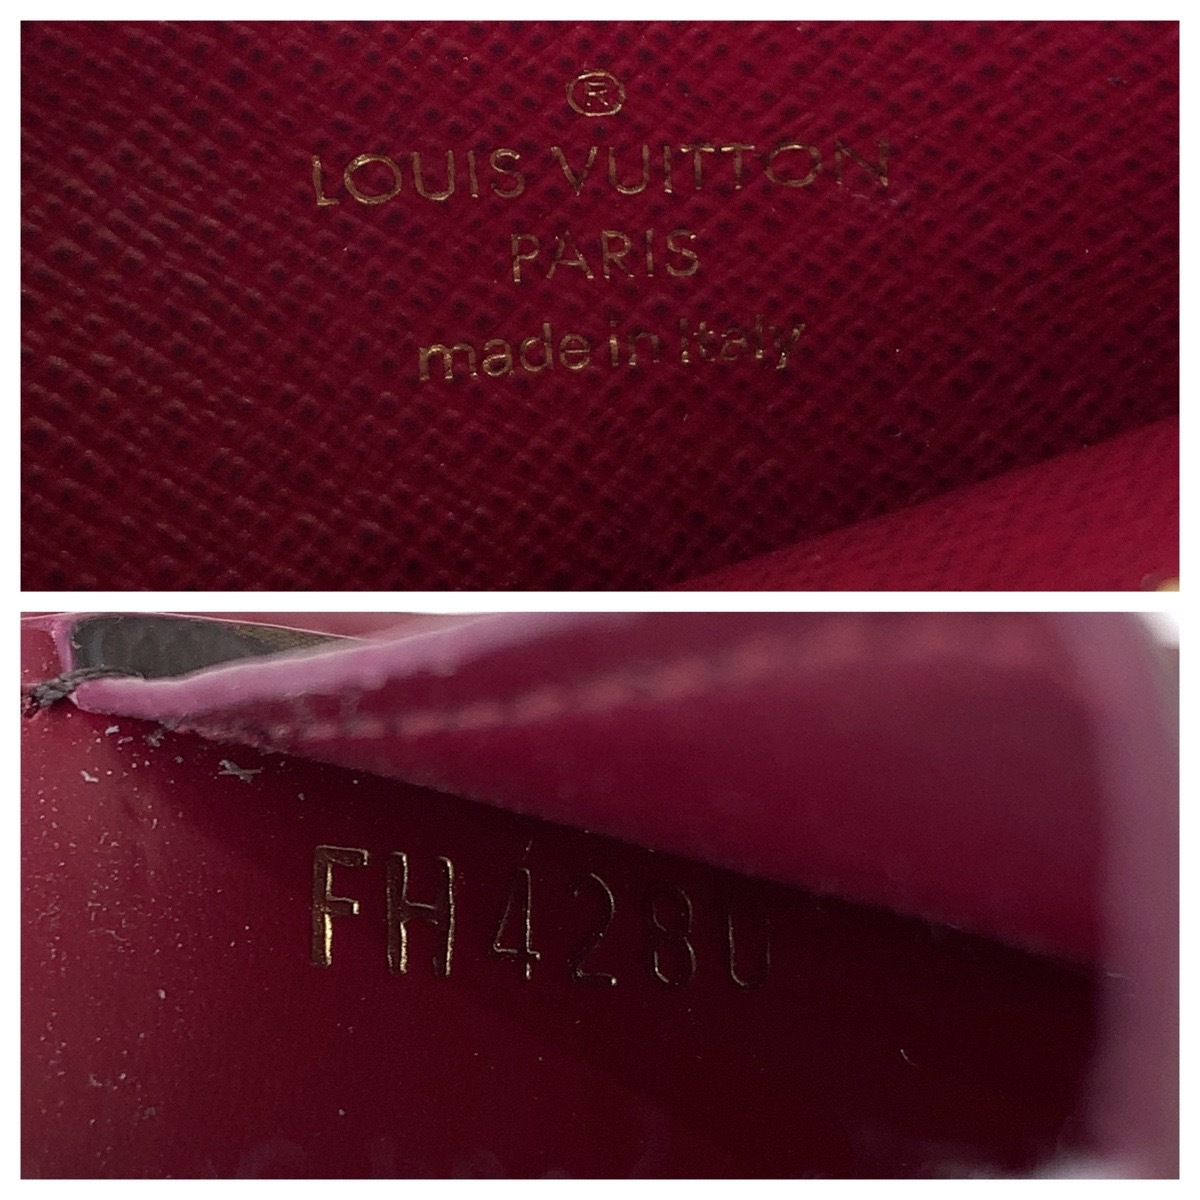 ®
LOUIS VUITTON
PARIS
made in Italy
FH4280